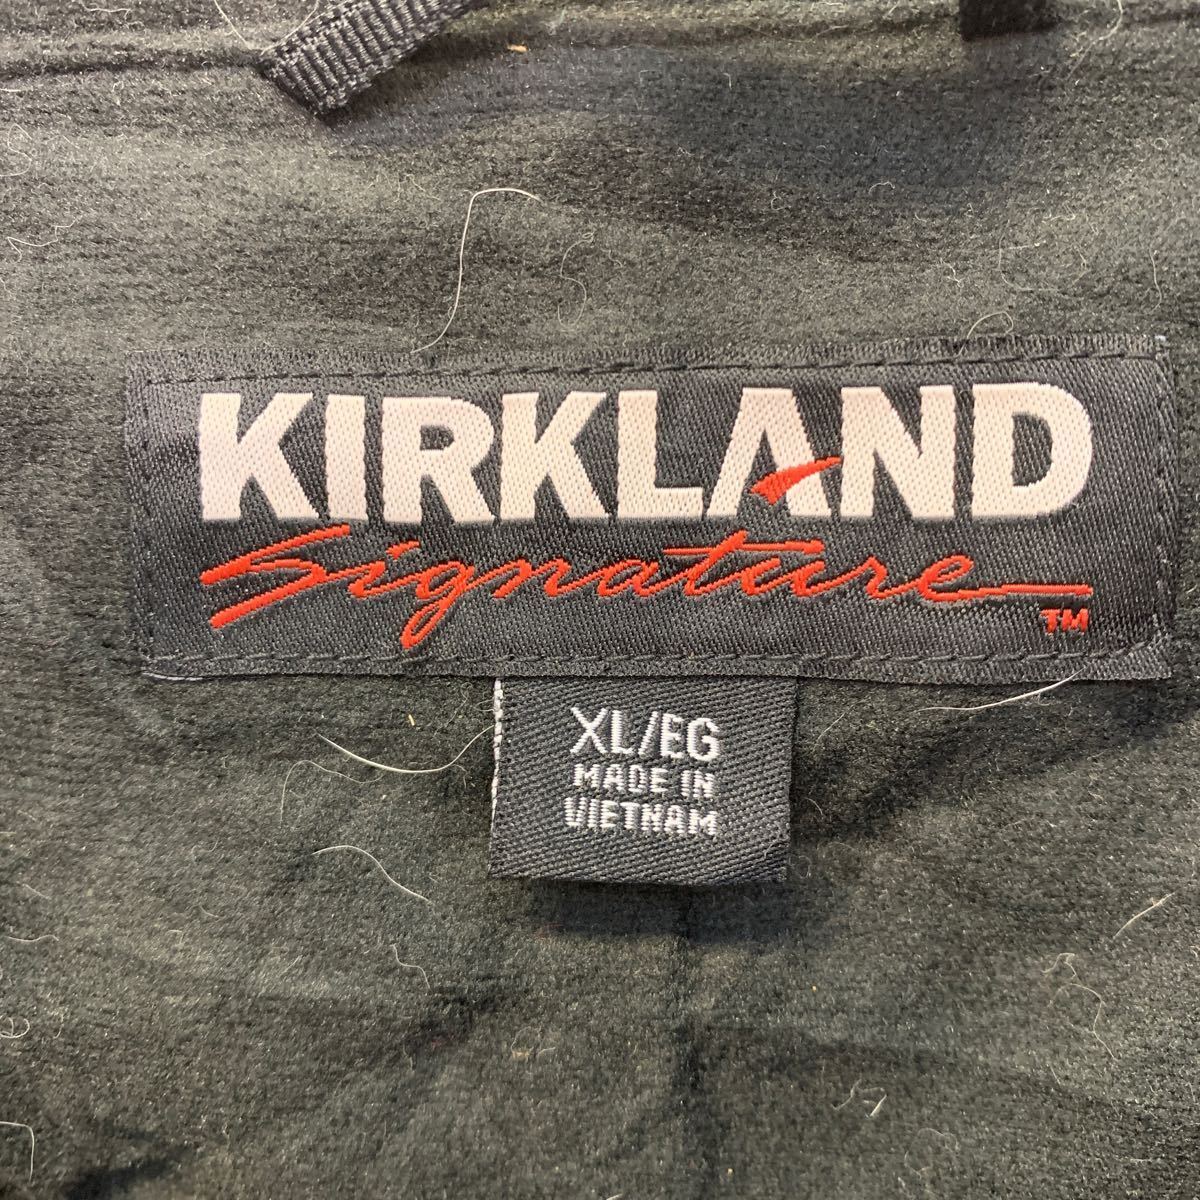 KIRKLAND
Signature
TM
XL/EG
MADE IN
VIETNAM